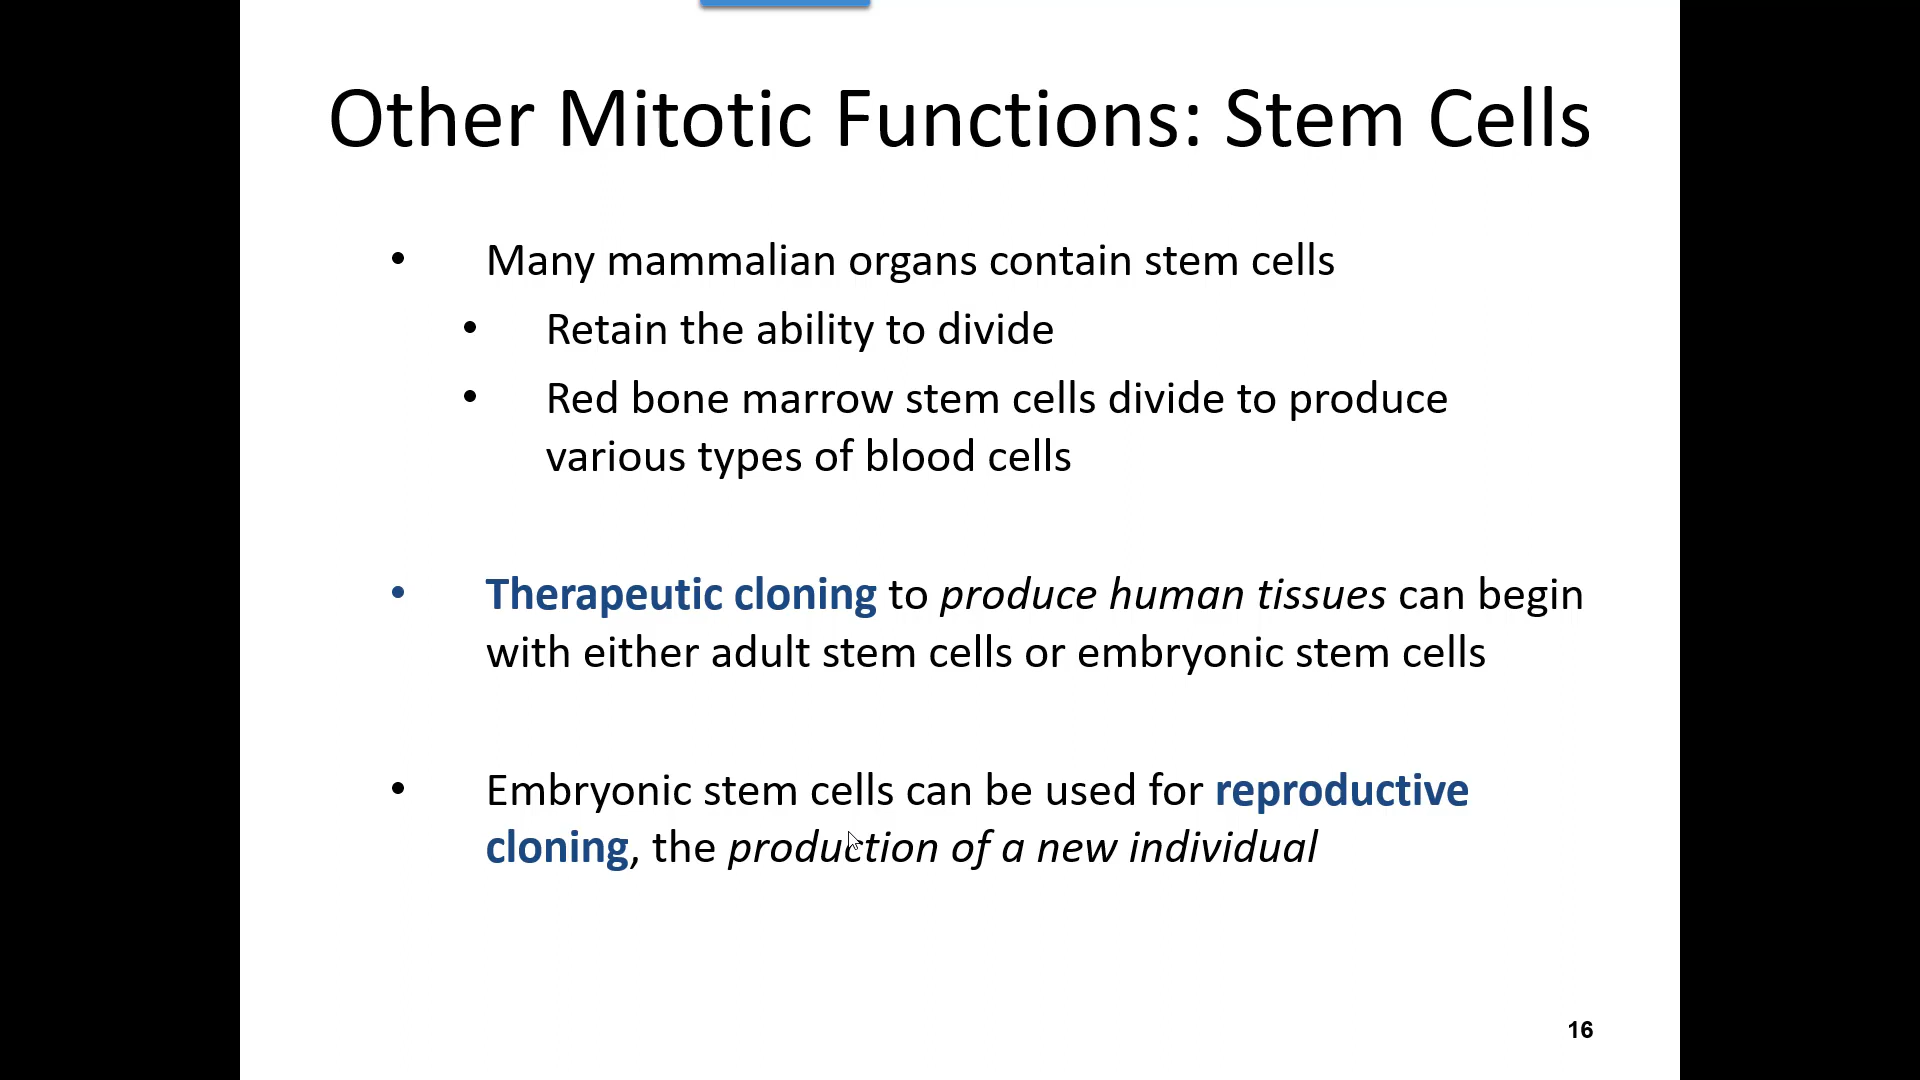 Other Mitotic Functions: Stem Cells
• Many mammalian organs contain stem cells
• Retain the ability to divide
• Red bone marrow stem cells divide to produce
various types of blood cells
• Therapeutic cloning to produce human tissues can begin
with either adult stem cells or embryonic stem cells
• Embryonic stem cells can be used for reproductive
cloning, the production of a new individual
16